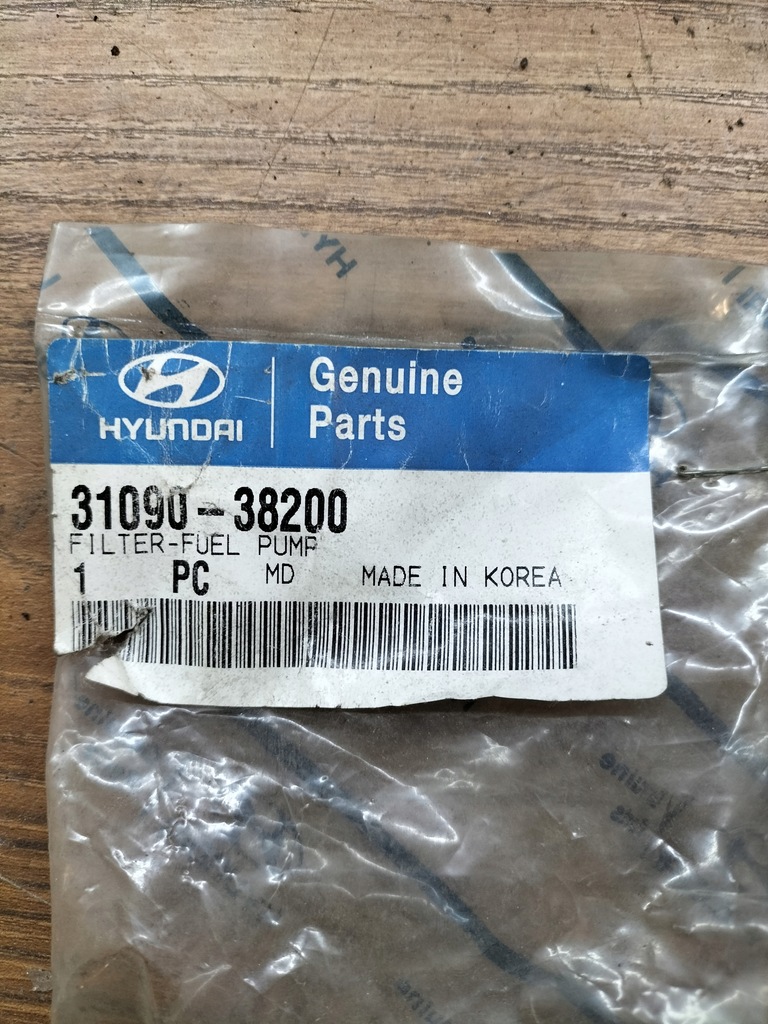 HYUNDAI
Genuine
Parts
31090-38200
FILTER-FUEL PUMP
1 PC MD MADE IN KOREA